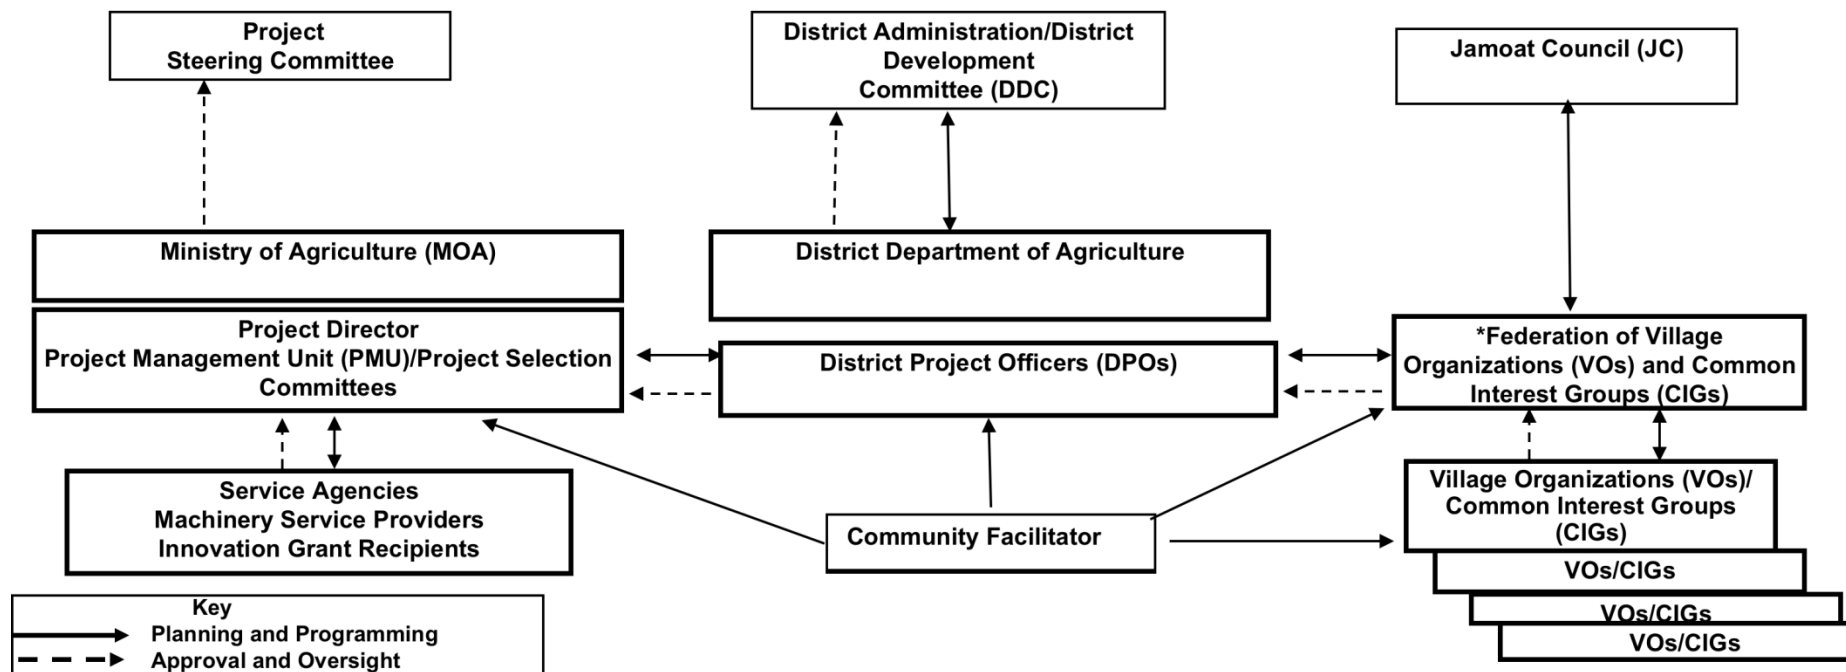 Project
Steering Committee
District Administration/District
Development
Committee (DDC)
Jamoat Council (JC)
Ministry of Agriculture (MOA)
District Department of Agriculture
Project Director
Project Management Unit (PMU)/Project Selection
Committees
District Project Officers (DPOs)
*Federation of Village
Organizations (VOs) and Common
Interest Groups (CIGs)
Service Agencies
Machinery Service Providers
Innovation Grant Recipients
Community Facilitator
Village Organizations (VOs)/
Common Interest Groups
(CIGs)
VOs/CIGs
VOs/CIGs
VOs/CIGs
Key
Planning and Programming
Approval and Oversight